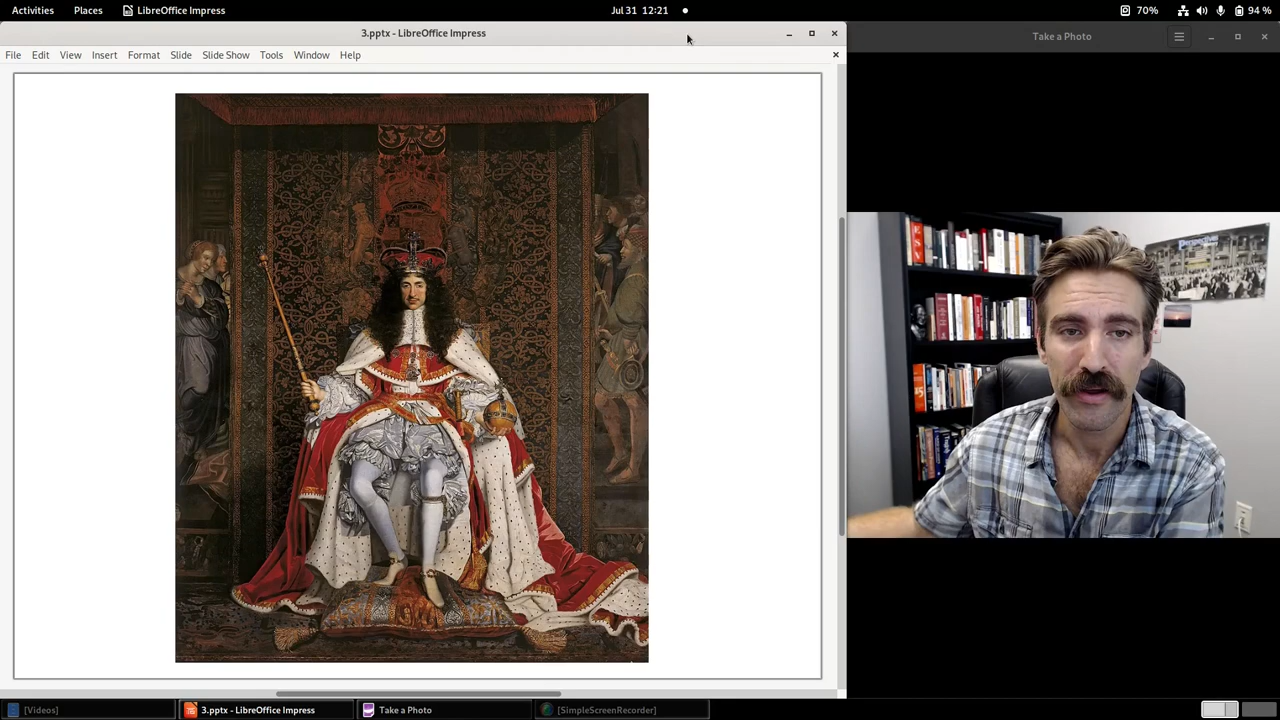 Activities Places LibreOffice Impress Jul 31 12:21 70% 94 %
3.pptx - LibreOffice Impress
Take a Photo
File Edit View Insert Format Slide Slide Show Tools Window Help
Perspective
[Videos] 3.pptx - LibreOffice Impress Take a Photo [SimpleScreenRecorder]